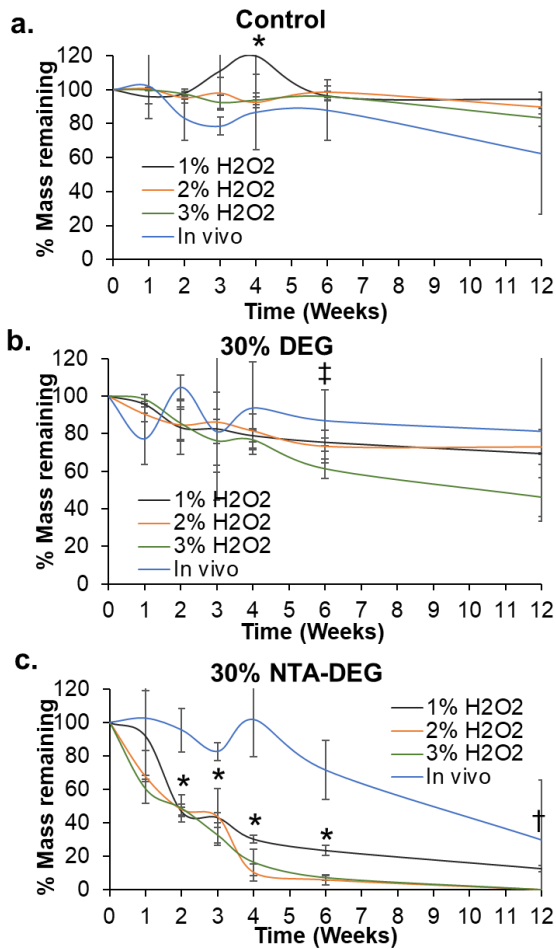 a.
Control
*
% Mass remaining
120
100
80
60
40
20
0
1% H2O2
2% H2O2
3% H2O2
In vivo
0 1 2 3 4 5 6 7 8 9 10 11 12
Time (Weeks)
b.
30% DEG
‡
% Mass remaining
120
100
80
60
40
20
0
1% H2O2
2% H2O2
3% H2O2
In vivo
0 1 2 3 4 5 6 7 8 9 10 11 12
Time (Weeks)
c.
30% NTA-DEG
% Mass remaining
120
100
80
60
40
20
0
1% H2O2
2% H2O2
3% H2O2
In vivo
* * * * †
0 1 2 3 4 5 6 7 8 9 10 11 12
Time (Weeks)